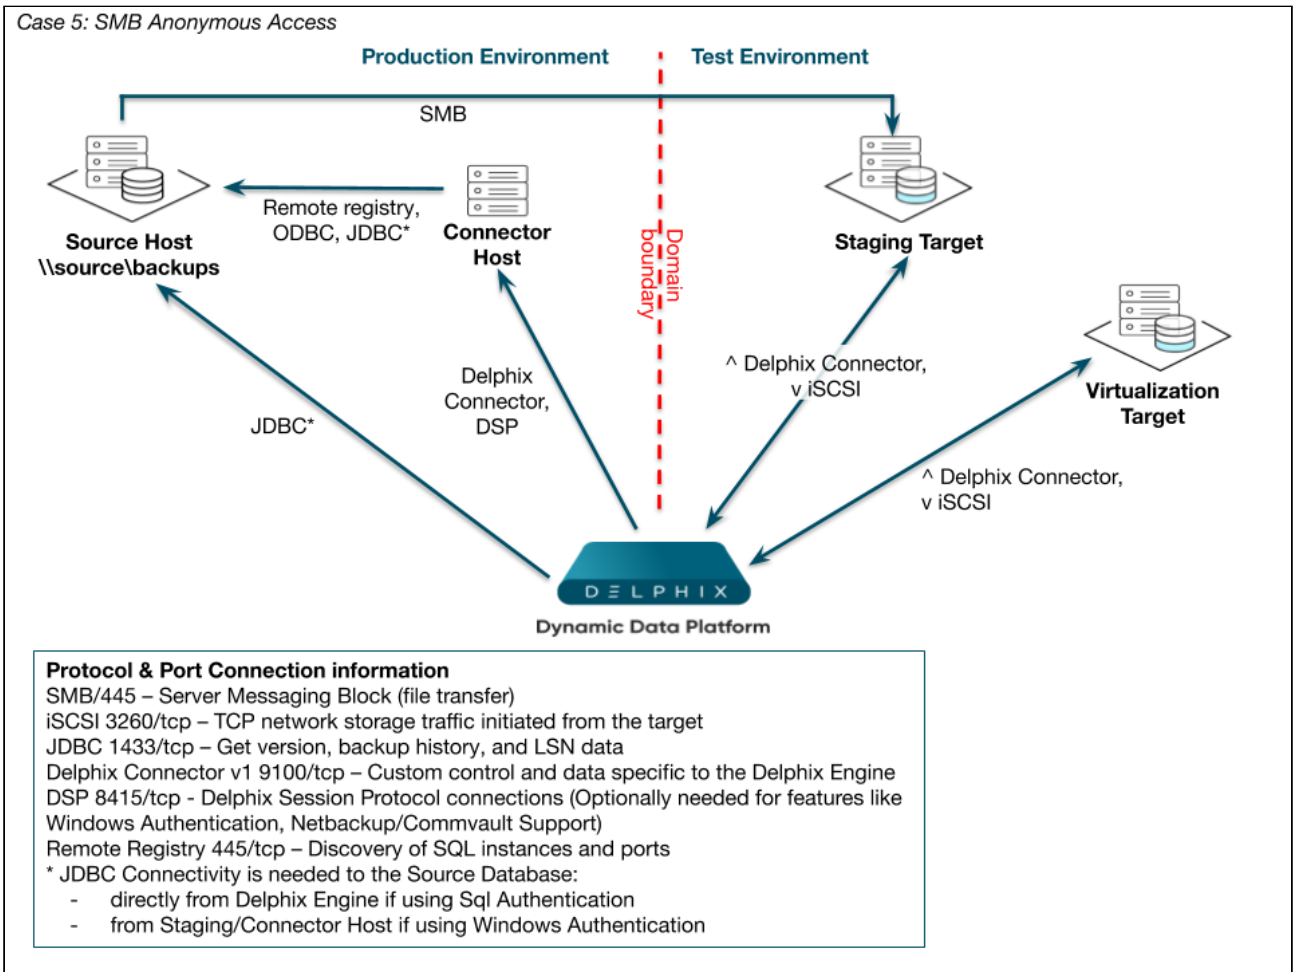 Case 5: SMB Anonymous Access
Production Environment
Test Environment
SMB
Remote registry,
ODBC, JDBC*
Connector
Host
Source Host
\\source\backups
Domain
boundary
Staging Target
Virtualization
Target
Delphix
Connector,
DSP
JDBC*
^ Delphix Connector,
v iSCSI
^ Delphix Connector,
v iSCSI
DELPHIX
Dynamic Data Platform
Protocol & Port Connection information
SMB/445 – Server Messaging Block (file transfer)
iSCSI 3260/tcp – TCP network storage traffic initiated from the target
JDBC 1433/tcp – Get version, backup history, and LSN data
Delphix Connector v1 9100/tcp – Custom control and data specific to the Delphix Engine
DSP 8415/tcp - Delphix Session Protocol connections (Optionally needed for features like
Windows Authentication, Netbackup/Commvault Support)
Remote Registry 445/tcp – Discovery of SQL instances and ports
* JDBC Connectivity is needed to the Source Database:
- directly from Delphix Engine if using Sql Authentication
- from Staging/Connector Host if using Windows Authentication